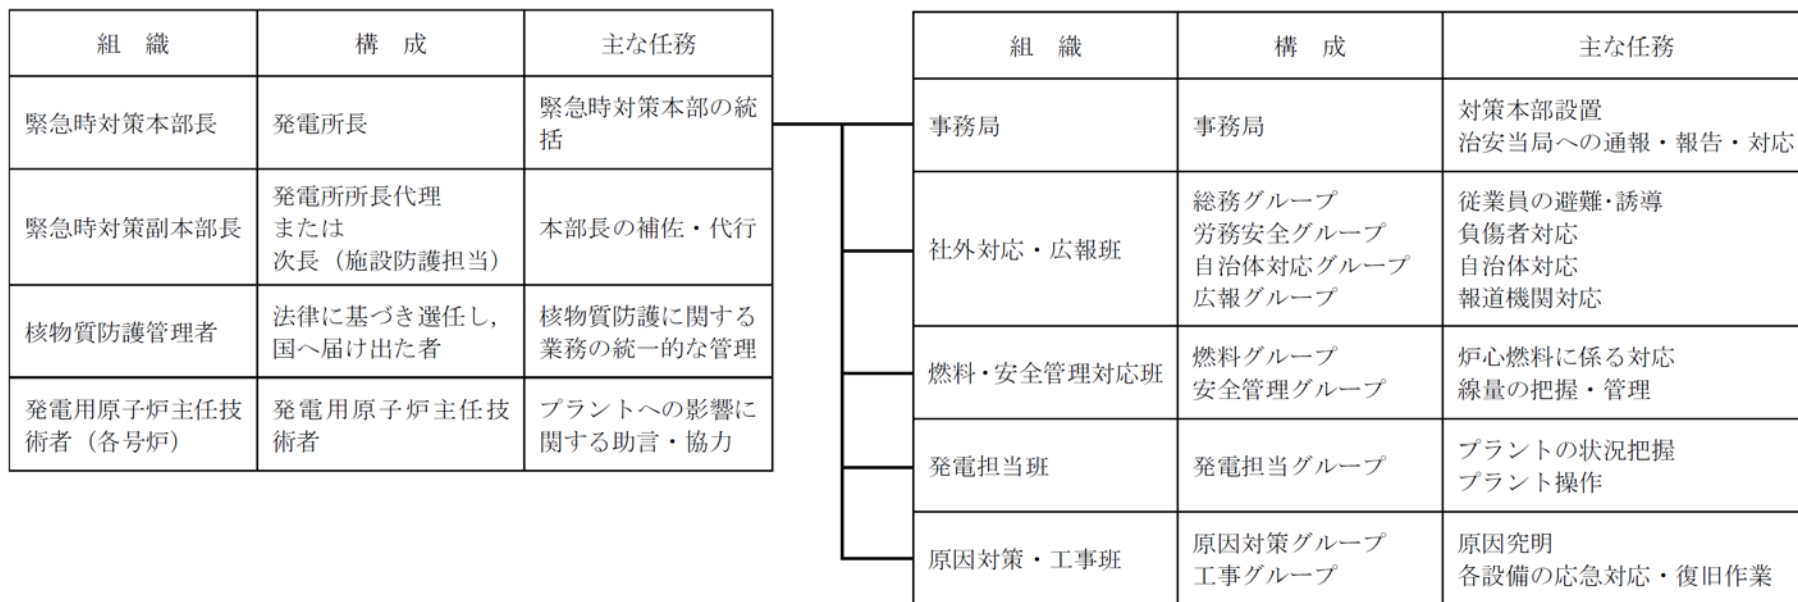 組　織
構　成
主な任務
緊急時対策本部長
発電所長
緊急時対策本部の統
括
緊急時対策副本部長
発電所所長代理
または
次長（施設防護担当）
本部長の補佐・代行
核物質防護管理者
法律に基づき選任し，
国へ届け出た者
核物質防護に関する
業務の統一的な管理
発電用原子炉主任技
術者（各号炉）
発電用原子炉主任技
術者
プラントへの影響に
関する助言・協力
組　織
構　成
主な任務
事務局
事務局
対策本部設置
治安当局への通報・報告・対応
社外対応・広報班
総務グループ
労務安全グループ
自治体対応グループ
広報グループ
従業員の避難・誘導
負傷者対応
自治体対応
報道機関対応
燃料・安全管理対応班
燃料グループ
安全管理グループ
炉心燃料に係る対応
線量の把握・管理
発電担当班
発電担当グループ
プラントの状況把握
プラント操作
原因対策・工事班
原因対策グループ
工事グループ
原因究明
各設備の応急対応・復旧作業